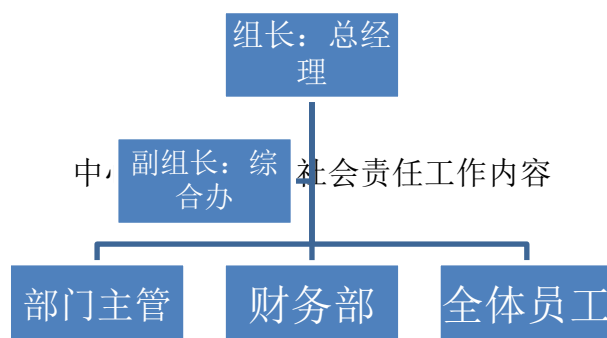 组长：总经
理
中
副组长：综
合办
社会责任工作内容
部门主管
财务部
全体员工